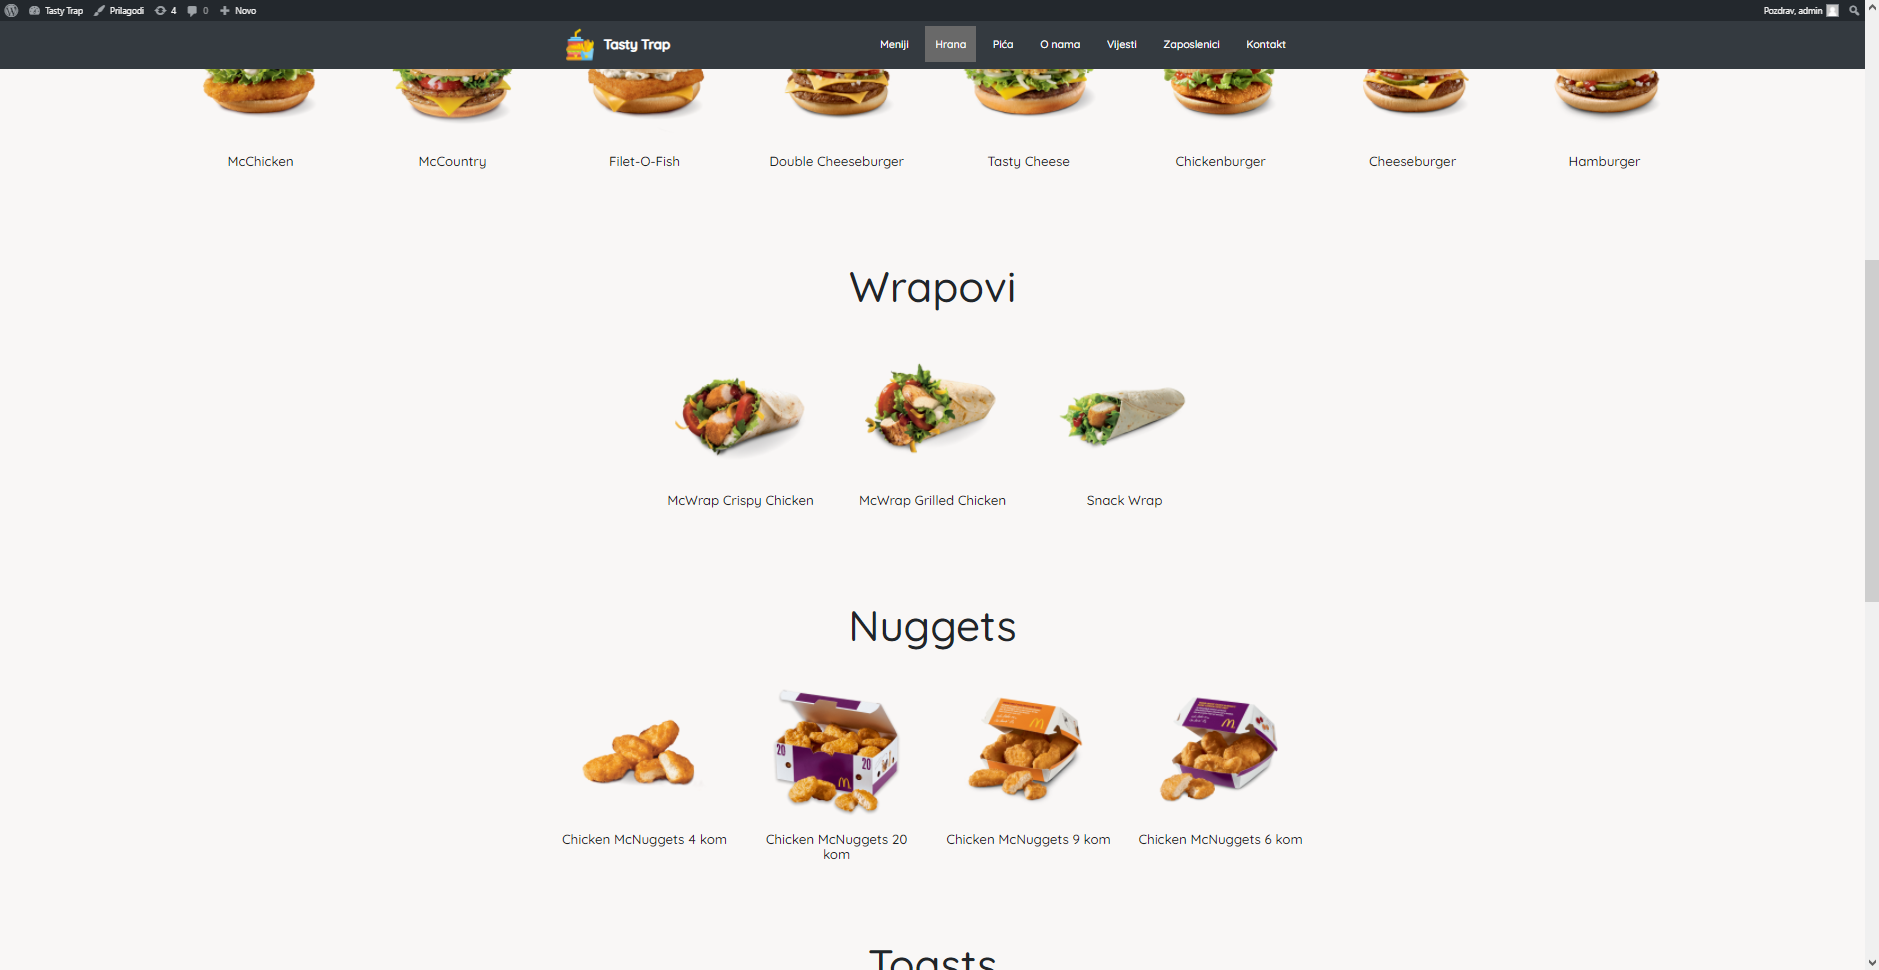 Tasty Trap Prilagodi 4 0 Novo Pozdrav, admin
Tasty Trap Meniji Hrana Pića O nama Vijesti Zaposlenici Kontakt
McChicken McCountry Filet-O-Fish Double Cheeseburger Tasty Cheese Chickenburger Cheeseburger Hamburger
Wrapovi
McWrap Crispy Chicken McWrap Grilled Chicken Snack Wrap
Nuggets
20 20
Chicken McNuggets 4 kom Chicken McNuggets 20 Chicken McNuggets 9 kom Chicken McNuggets 6 kom
kom
Toasts